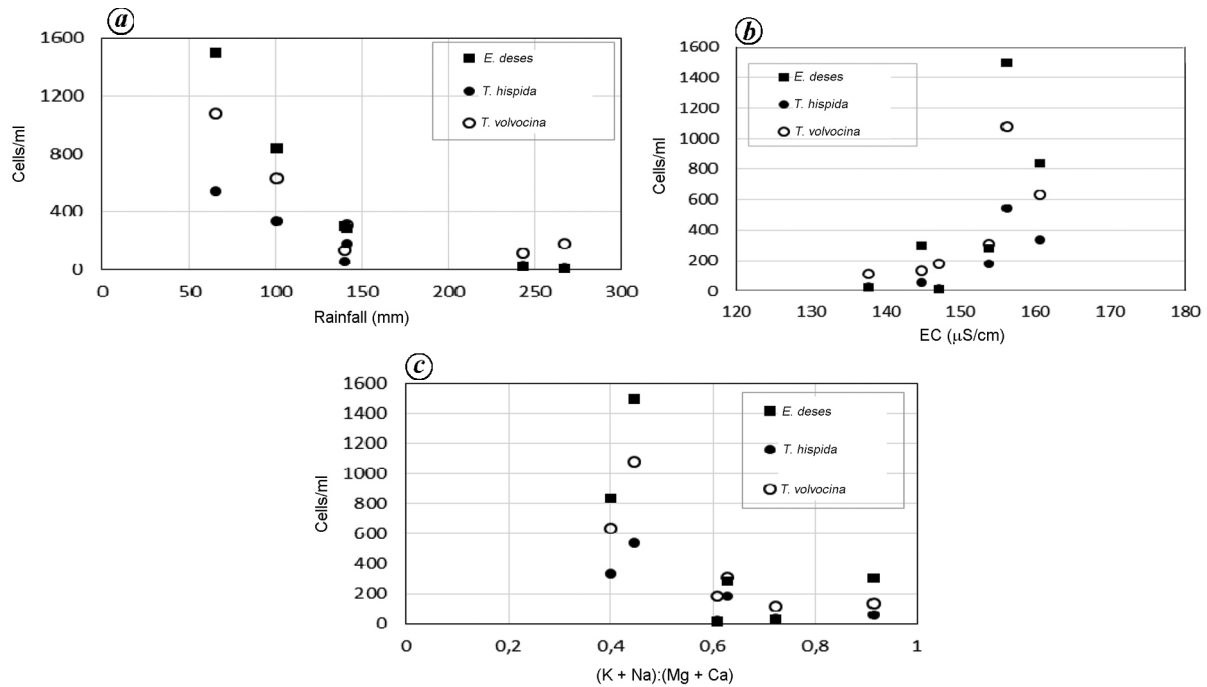 a
1600
1200
800
400
0
Cells/ml
E. deses
T. hispida
T. volvocina
0 50 100 150 200 250 300
Rainfall (mm)
b
1600
1400
1200
1000
800
600
400
200
0
Cells/ml
E. deses
T. hispida
T. volvocina
120 130 140 150 160 170 180
EC (µS/cm)
c
1600
1400
1200
1000
800
600
400
200
0
Cells/ml
E. deses
T. hispida
T. volvocina
0 0,2 0,4 0,6 0,8 1
(K + Na):(Mg + Ca)